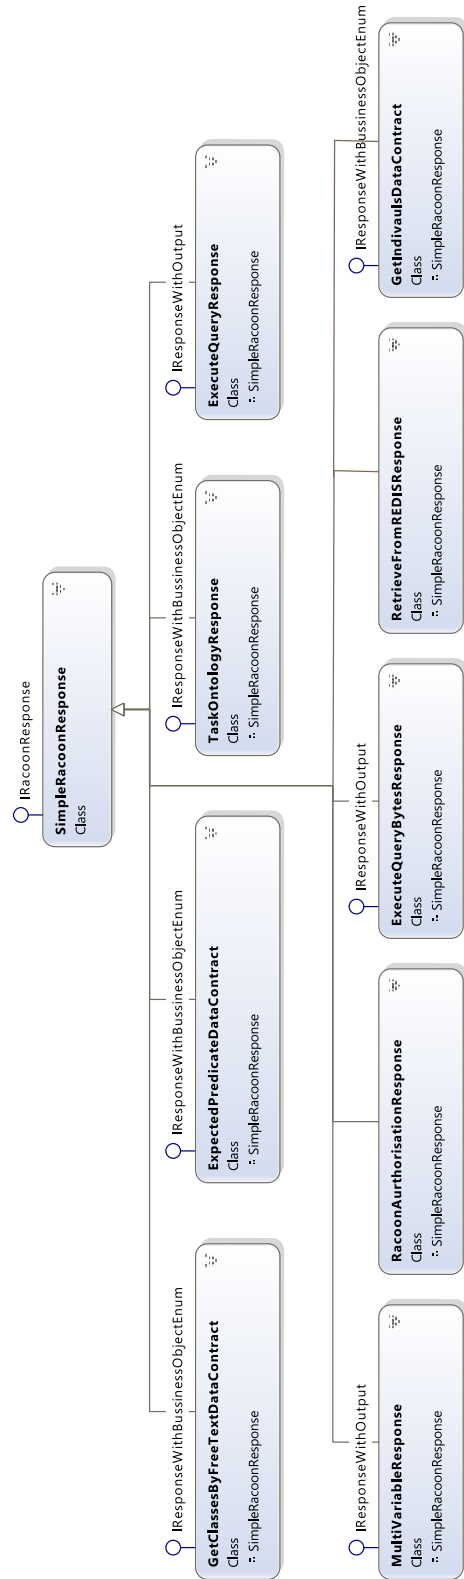 IRacoonResponse
SimpleRacoonResponse
Class
IResponseWithBussinessObjectEnum
GetClassesByFreeTextDataContract
Class
SimpleRacoonResponse
IResponseWithBussinessObjectEnum
ExpectedPredicateDataContract
Class
SimpleRacoonResponse
IResponseWithBussinessObjectEnum
TaskOntologyResponse
Class
SimpleRacoonResponse
IResponseWithOutput
ExecuteQueryResponse
Class
SimpleRacoonResponse
IResponseWithOutput
MultiVariableResponse
Class
SimpleRacoonResponse
RacoonAurthorisationResponse
Class
SimpleRacoonResponse
IResponseWithOutput
ExecuteQueryBytesResponse
Class
SimpleRacoonResponse
RetrieveFromREDISResponse
Class
SimpleRacoonResponse
IResponseWithBussinessObjectEnum
GetIndivaulsDataContract
Class
SimpleRacoonResponse